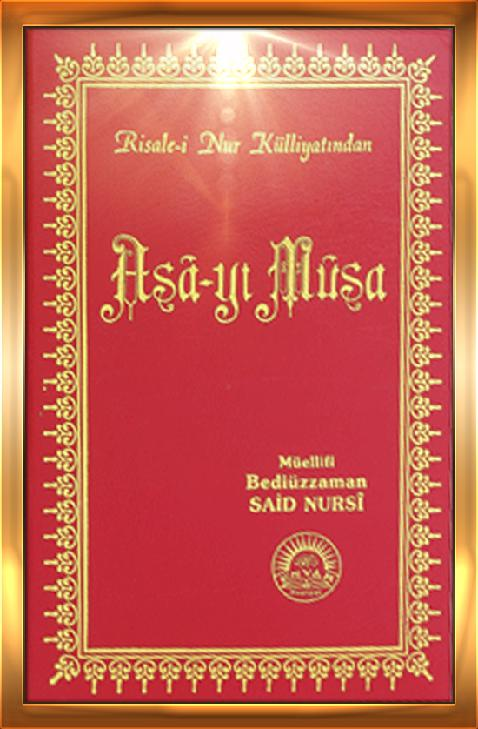 Risale-i Nur Külliyatından
Asâ-yı Mûsa
Müellifi
Bediüzzaman
SAİD NURSÎ